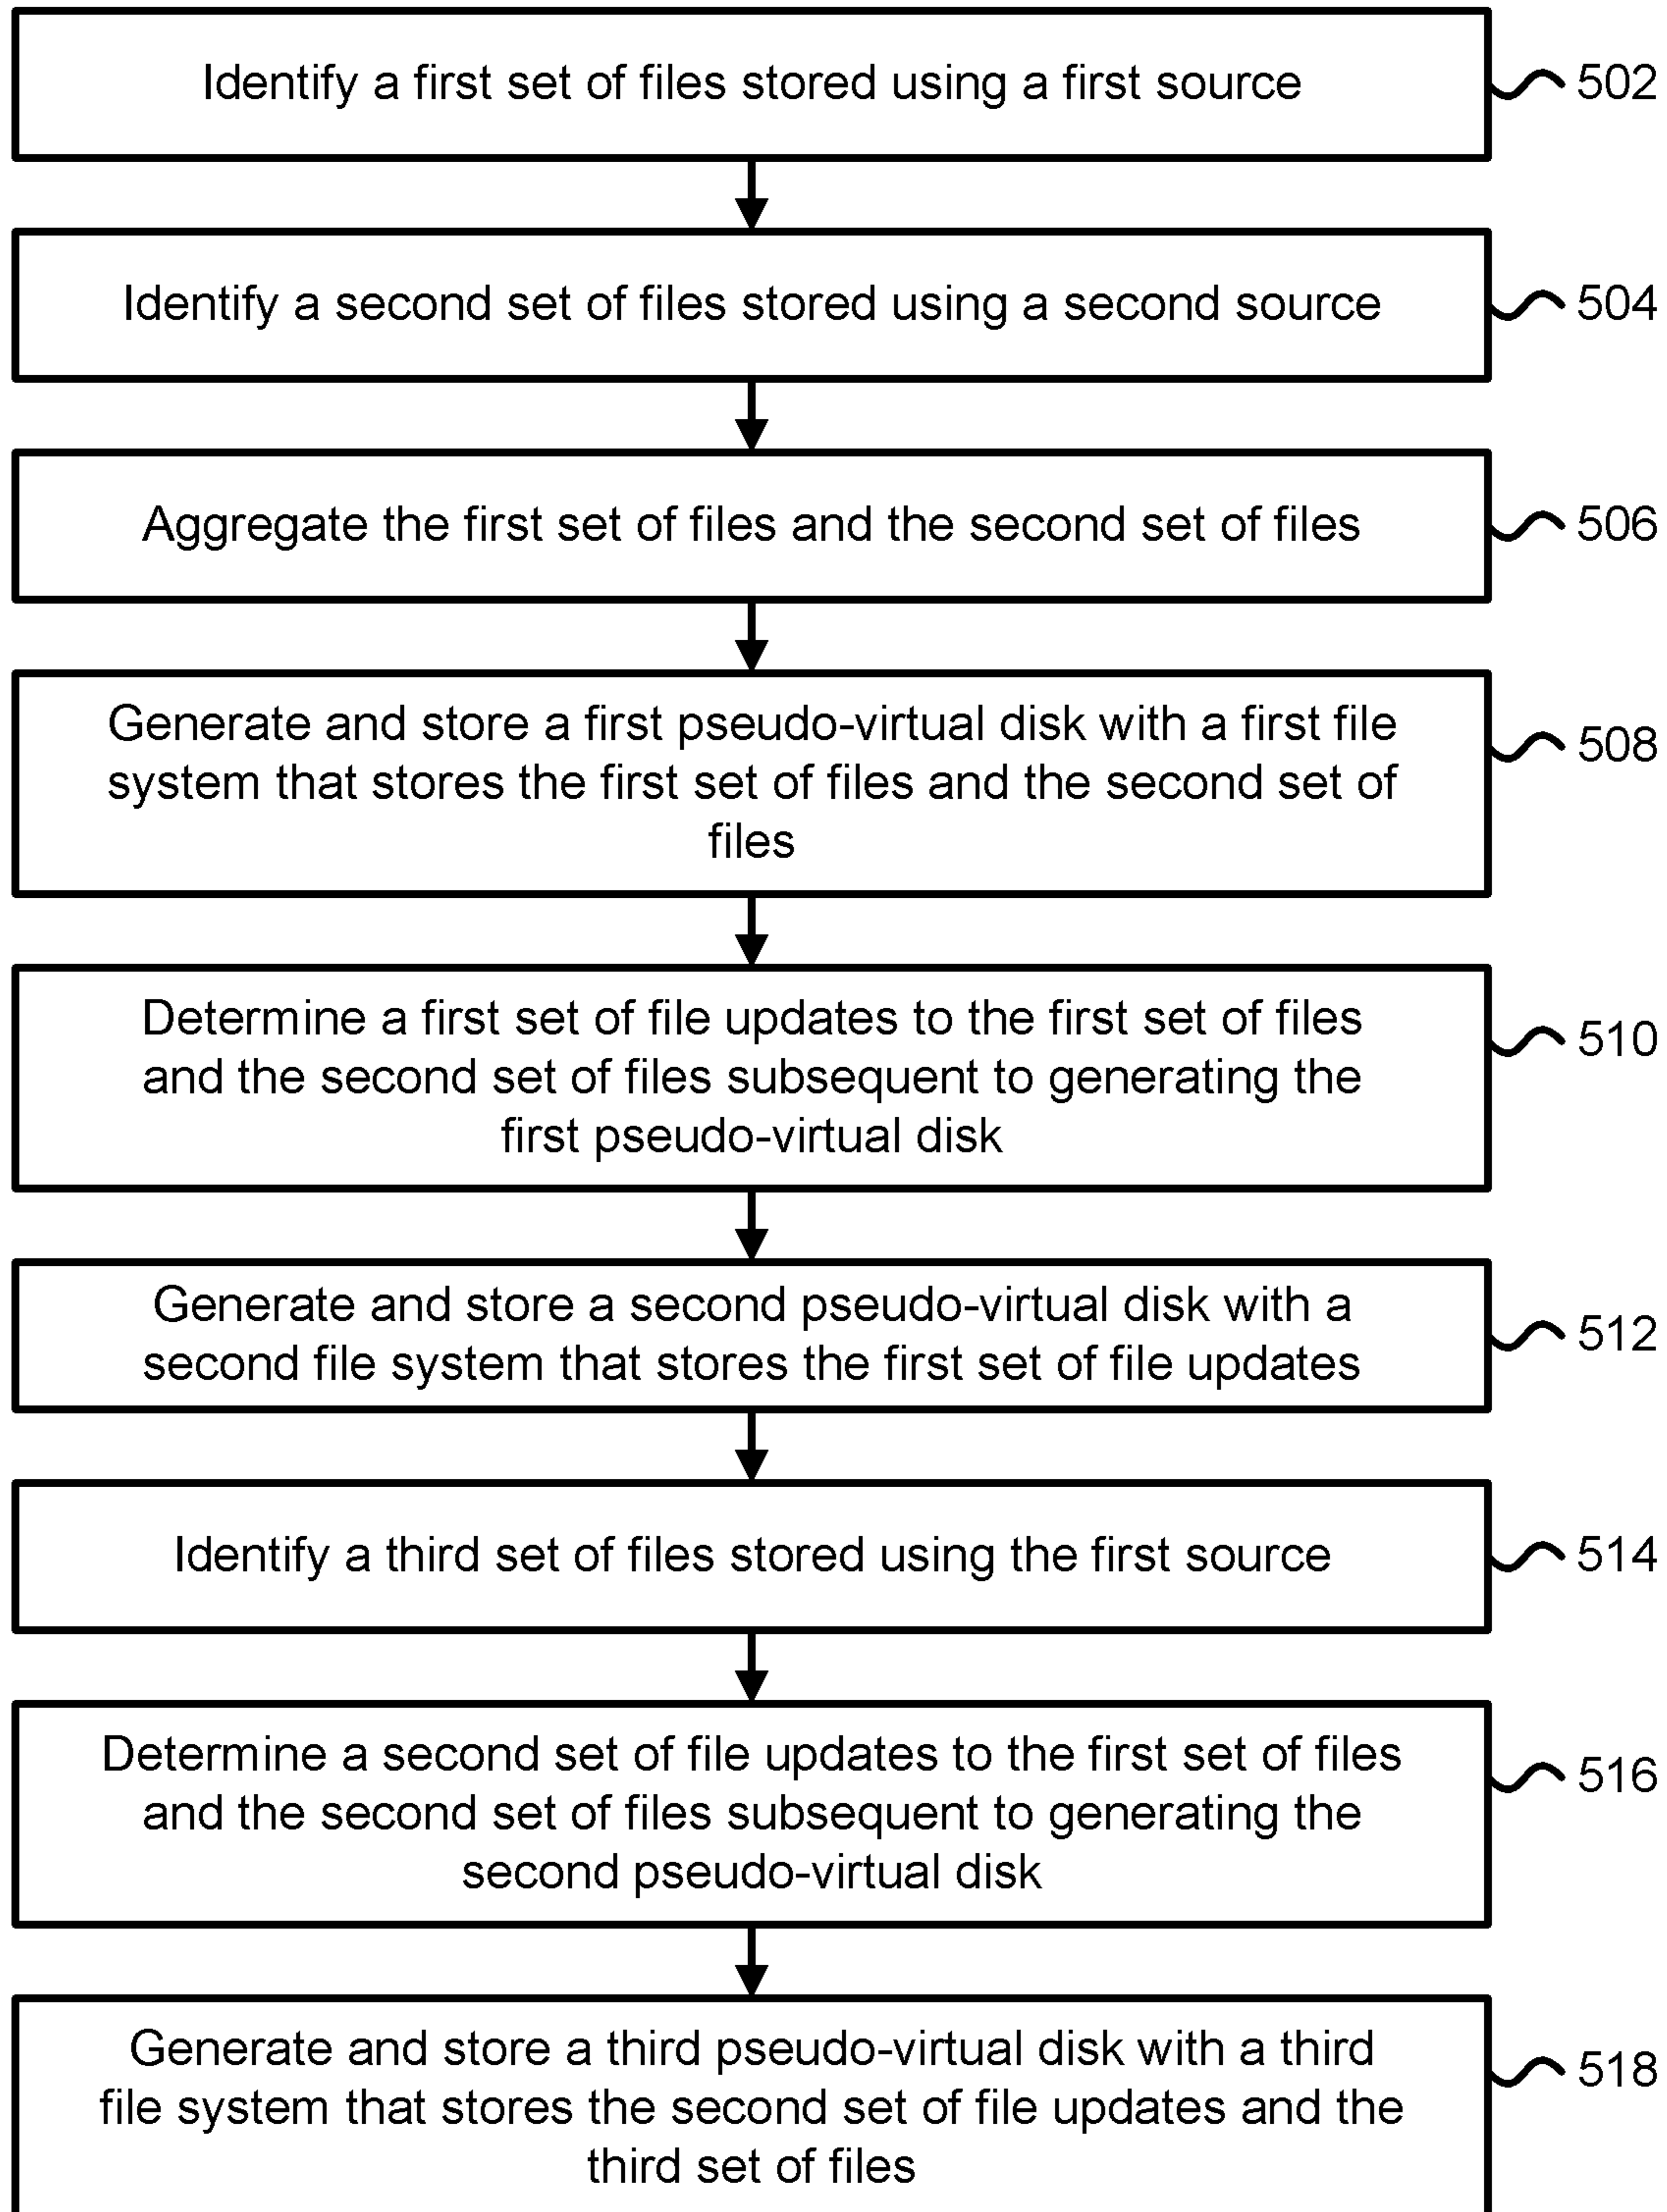 Identify a first set of files stored using a first source
502
Identify a second set of files stored using a second source
504
Aggregate the first set of files and the second set of files
506
Generate and store a first pseudo-virtual disk with a first file
system that stores the first set of files and the second set of
files
508
Determine a first set of file updates to the first set of files
and the second set of files subsequent to generating the
first pseudo-virtual disk
510
Generate and store a second pseudo-virtual disk with a
second file system that stores the first set of file updates
512
Identify a third set of files stored using the first source
514
Determine a second set of file updates to the first set of files
and the second set of files subsequent to generating the
second pseudo-virtual disk
516
Generate and store a third pseudo-virtual disk with a third
file system that stores the second set of file updates and the
third set of files
518